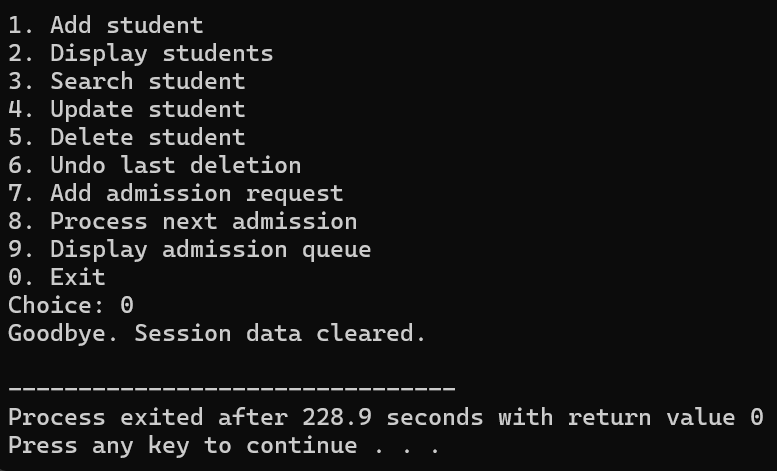 1. Add student
2. Display students
3. Search student
4. Update student
5. Delete student
6. Undo last deletion
7. Add admission request
8. Process next admission
9. Display admission queue
0. Exit
Choice: 0
Goodbye. Session data cleared.
--------------------------------
Process exited after 228.9 seconds with return value 0
Press any key to continue . . .